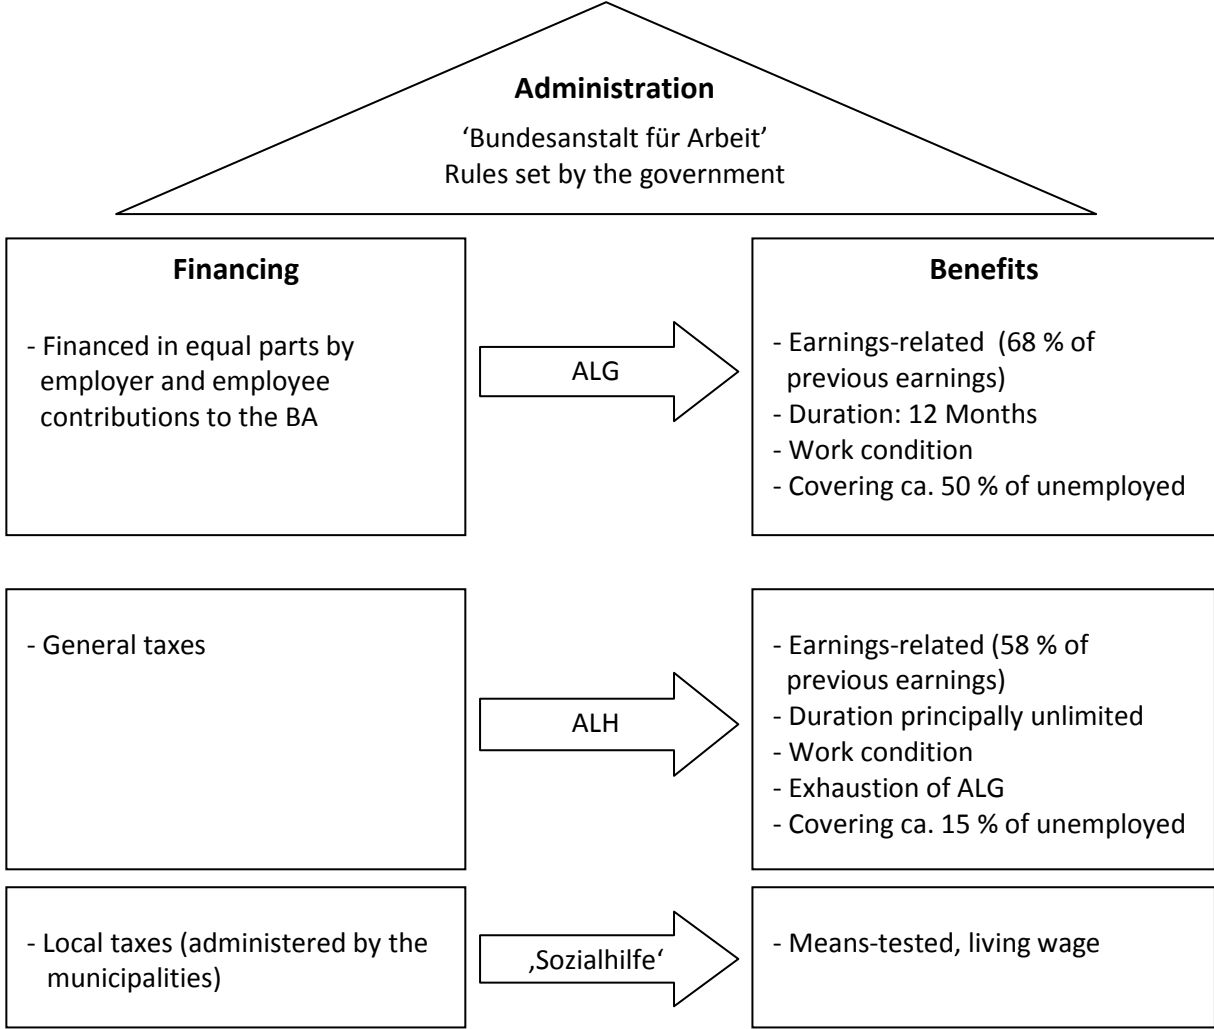 Administration
‘Bundesanstalt für Arbeit’
Rules set by the government
Financing
- Financed in equal parts by
employer and employee
contributions to the BA
ALG
Benefits
- Earnings-related (68 % of
previous earnings)
- Duration: 12 Months
- Work condition
- Covering ca. 50 % of unemployed
- General taxes
ALH
- Earnings-related (58 % of
previous earnings)
- Duration principally unlimited
- Work condition
- Exhaustion of ALG
- Covering ca. 15 % of unemployed
- Local taxes (administered by the
municipalities)
‚Sozialhilfe‘
- Means-tested, living wage